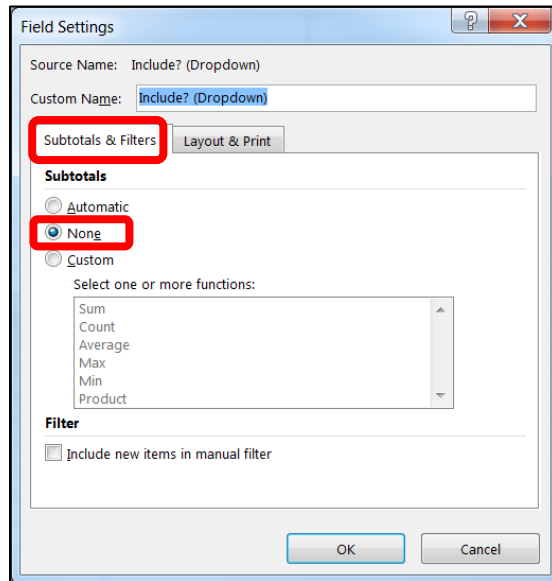 Field Settings
Source Name: Include? (Dropdown)
Custom Name: Include? (Dropdown)
Subtotals & Filters Layout & Print
Subtotals
Automatic
None
Custom
Select one or more functions:
Sum
Count
Average
Max
Min
Product
Filter
Include new items in manual filter
OK Cancel